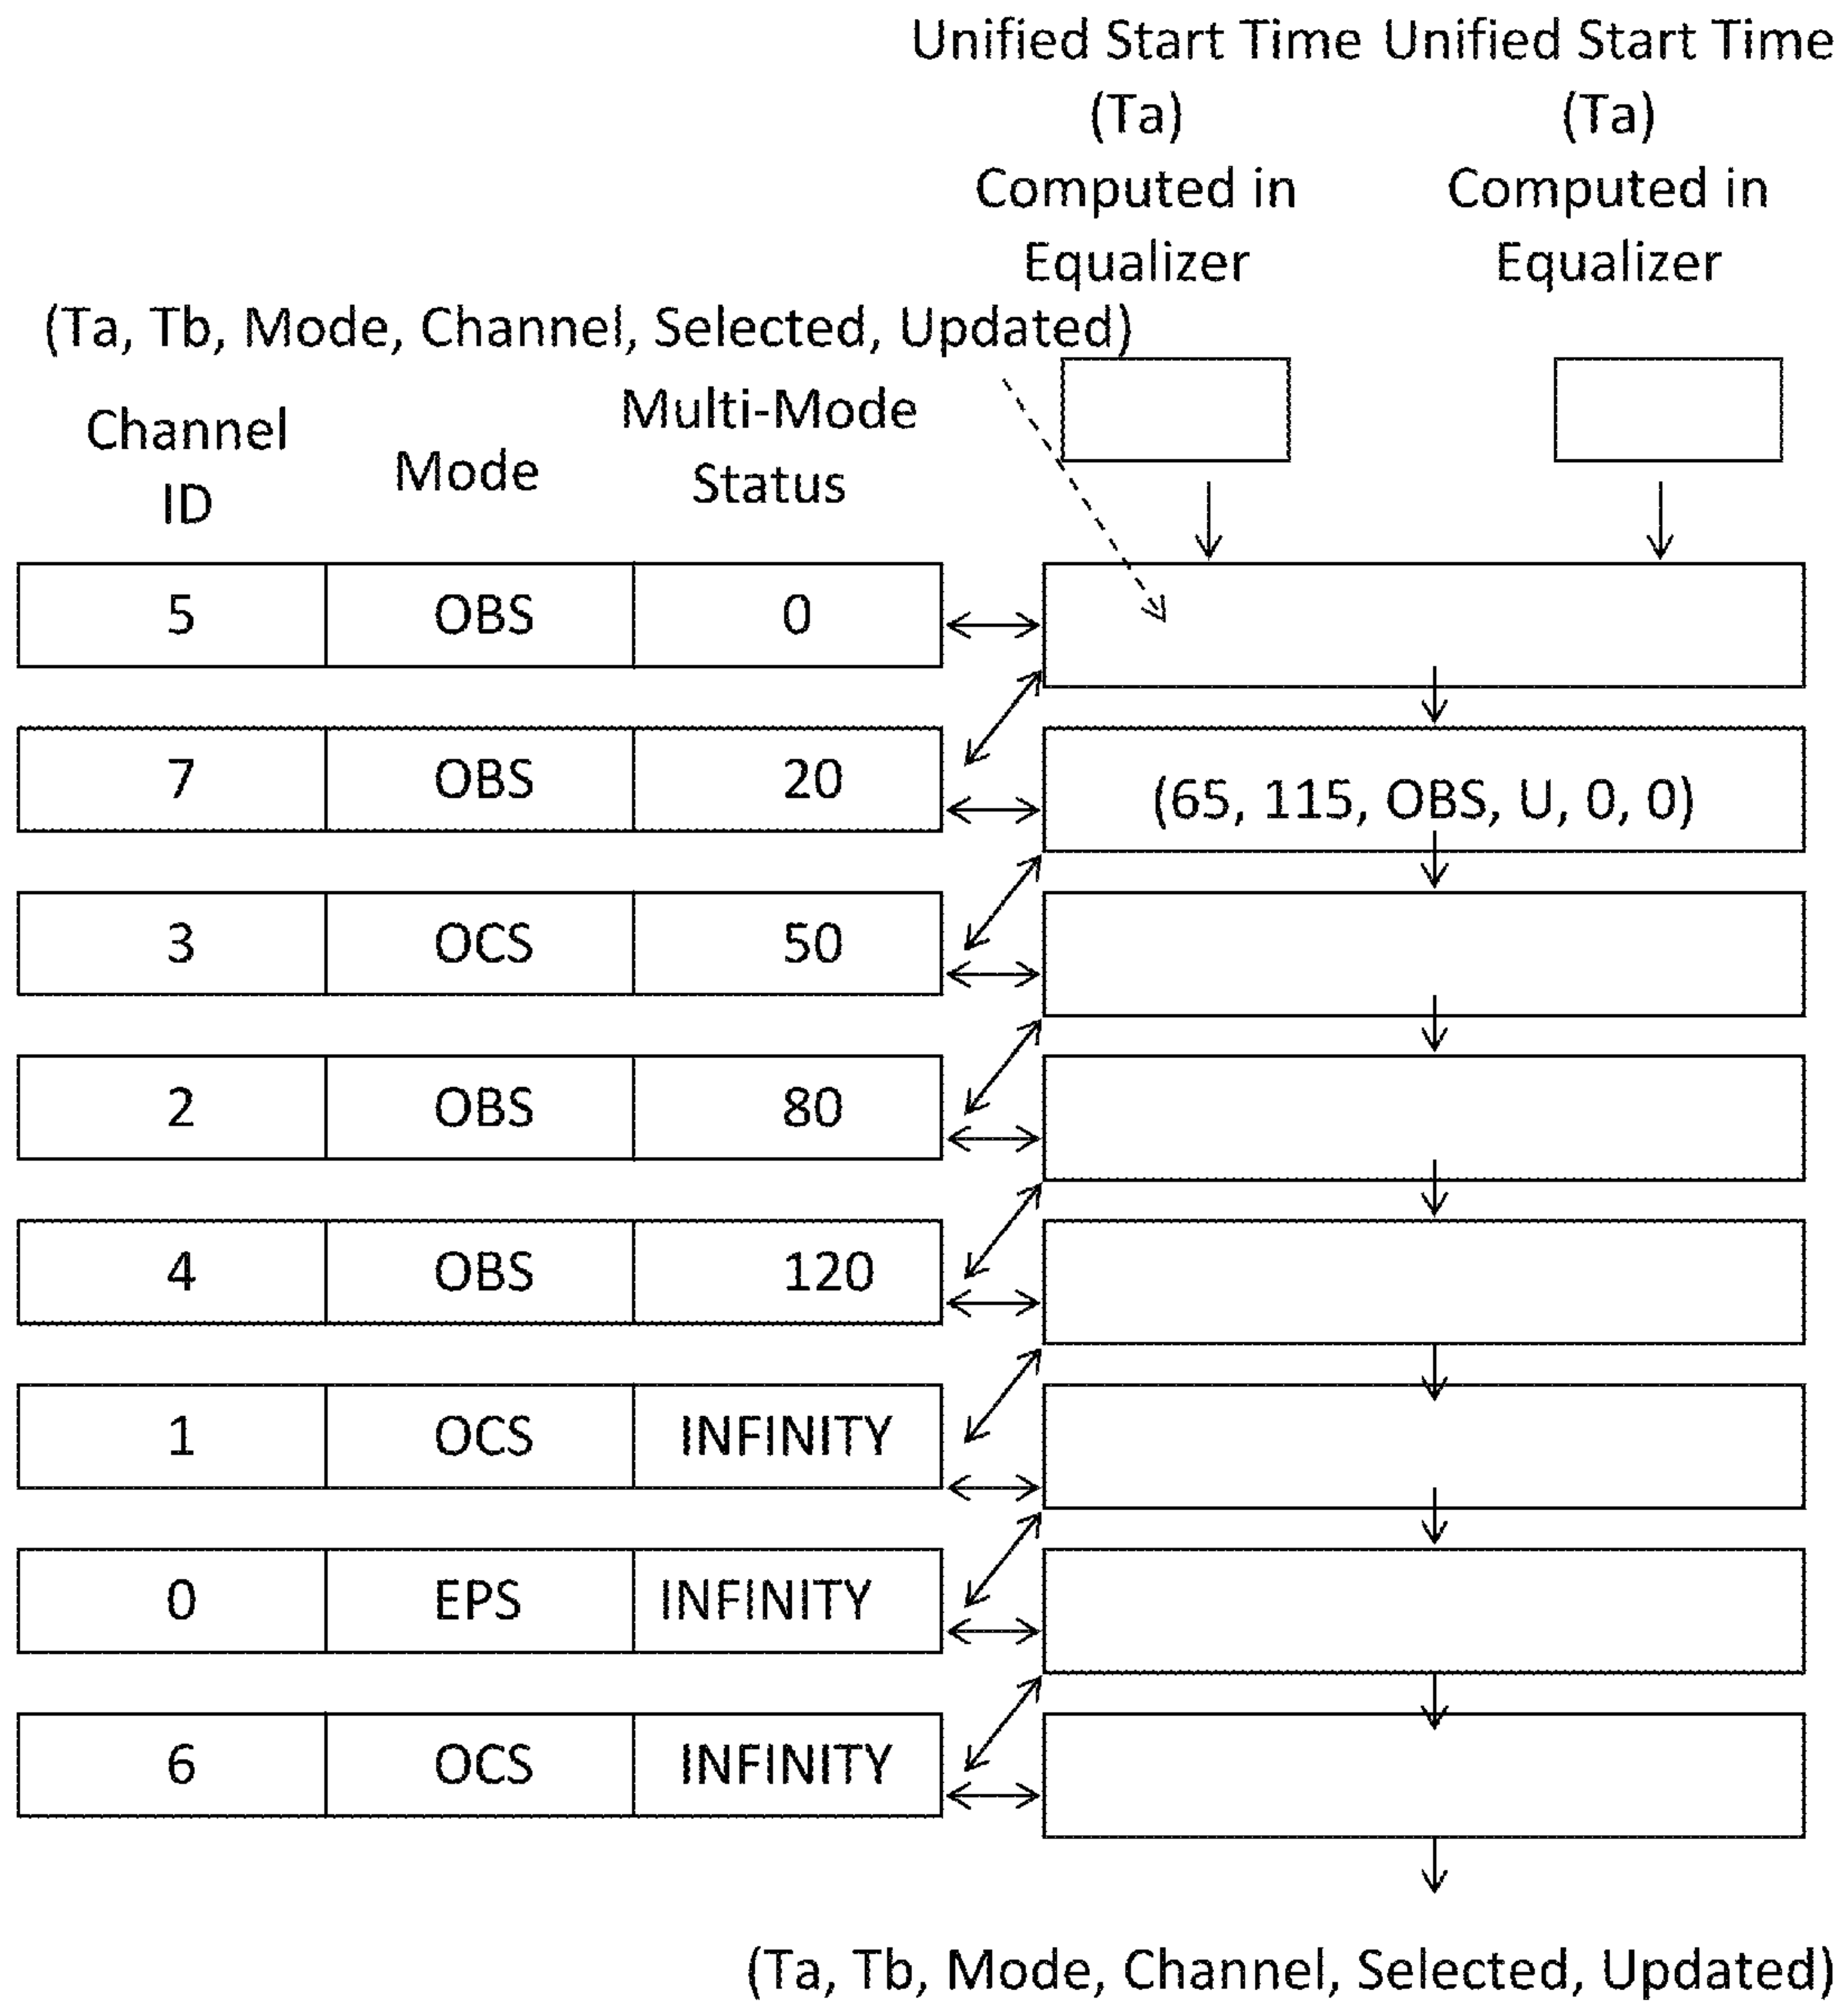 Unified Start Time Unified Start Time
(Ta) (Ta)
Computed in Computed in
Equalizer Equalizer
(Ta, Tb, Mode, Channel, Selected, Updated)
Channel
ID
Mode
Multi-Mode
Status
5 OBS 0
7 OBS 20
(65, 115, OBS, U, 0, 0)
3 OCS 50
2 OBS 80
4 OBS 120
1 OCS INFINITY
0 EPS INFINITY
6 OCS INFINITY
(Ta, Tb, Mode, Channel, Selected, Updated)